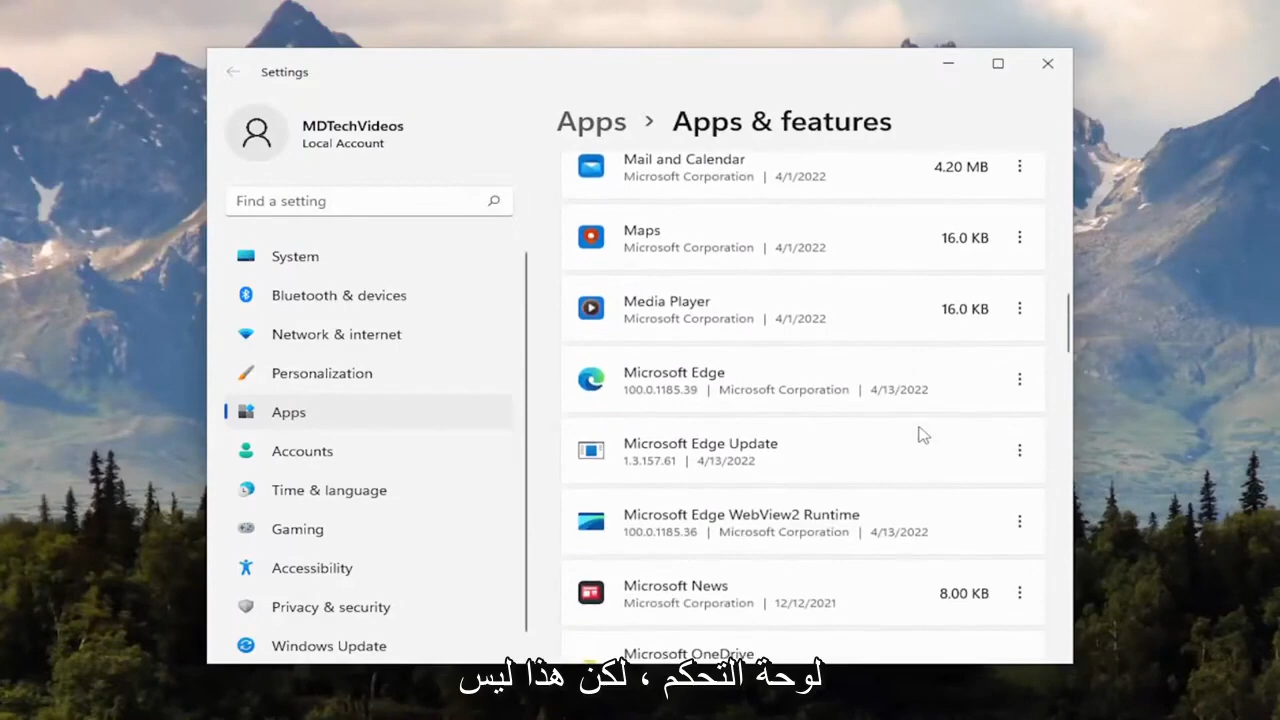 Settings
MDTechVideos
Local Account
Find a setting
System
Bluetooth & devices
Network & internet
Personalization
Apps
Accounts
Time & language
Gaming
Accessibility
Privacy & security
Windows Update
Apps > Apps & features
Mail and Calendar
Microsoft Corporation | 4/1/2022
4.20 MB
Maps
Microsoft Corporation | 4/1/2022
16.0 KB
Media Player
Microsoft Corporation | 4/1/2022
16.0 KB
Microsoft Edge
100.0.1185.39 | Microsoft Corporation | 4/13/2022
Microsoft Edge Update
1.3.157.61 | 4/13/2022
Microsoft Edge WebView2 Runtime
100.0.1185.36 | Microsoft Corporation | 4/13/2022
Microsoft News
Microsoft Corporation | 12/12/2021
8.00 KB
Microsoft OneDrive
لوحة التحكم ، لكن هذا ليس